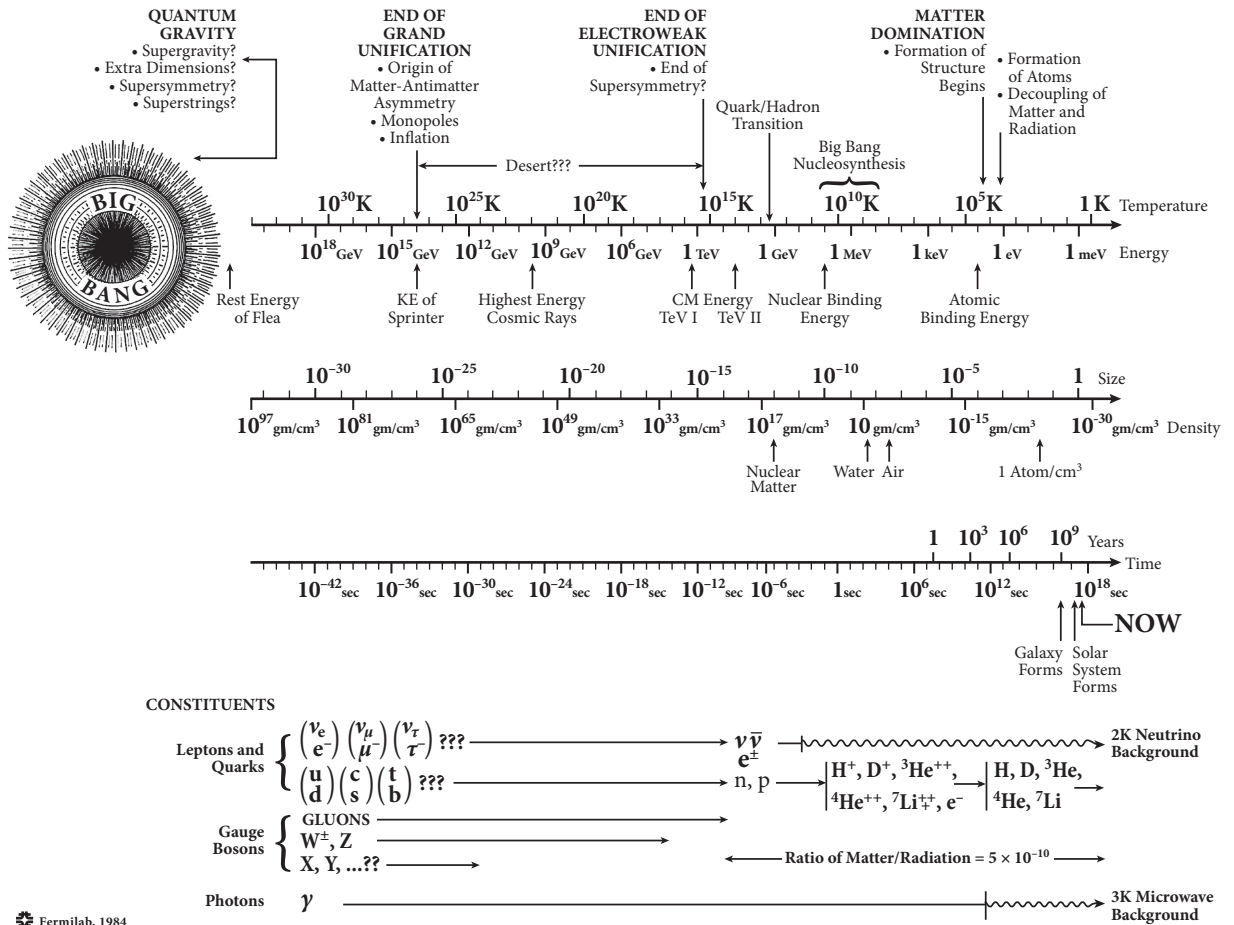 QUANTUM
GRAVITY
• Supergravity?
• Extra Dimensions?
• Supersymmetry?
• Superstrings?
END OF
GRAND
UNIFICATION
• Origin of
Matter-Antimatter
Asymmetry
• Monopoles
• Inflation
END OF
ELECTROWEAK
UNIFICATION
• End of
Supersymmetry?
Quark/Hadron
Transition
MATTER
DOMINATION
• Formation of
Structure
Begins
• Formation
of Atoms
• Decoupling of
Matter and
Radiation
Desert???
Big Bang
Nucleosynthesis
BIG
BANG
10³⁰K 10²⁵K 10²⁰K 10¹⁵K 10¹⁰K 10⁵K 1 K Temperature
10¹⁸GeV 10¹⁵GeV 10¹²GeV 10⁹GeV 10⁶GeV 1 TeV 1 GeV 1 MeV 1 keV 1 eV 1 meV Energy
Rest Energy
of Flea
KE of
Sprinter
Highest Energy
Cosmic Rays
CM Energy
TeV I TeV II
Nuclear Binding
Energy
Atomic
Binding Energy
10⁻³⁰ 10⁻²⁵ 10⁻²⁰ 10⁻¹⁵ 10⁻¹⁰ 10⁻⁵ 1 Size
10⁹⁷gm/cm³ 10⁸¹gm/cm³ 10⁶⁵gm/cm³ 10⁴⁹gm/cm³ 10³³gm/cm³ 10¹⁷gm/cm³ 10 gm/cm³ 10⁻¹⁵gm/cm³ 10⁻³⁰gm/cm³ Density
Nuclear
Matter
Water Air
1 Atom/cm³
1 10³ 10⁶ 10⁹ Years
Time
10⁻⁴²sec 10⁻³⁶sec 10⁻³⁰sec 10⁻²⁴sec 10⁻¹⁸sec 10⁻¹²sec 10⁻⁶sec 1sec 10⁶sec 10¹²sec 10¹⁸sec
NOW
Galaxy
Forms
Solar
System
Forms
CONSTITUENTS
Leptons and
Quarks
(νe e⁻) (νμ μ⁻) (ντ τ⁻) ???
(u d) (c s) (t b) ???
ν ν̄
e±
n, p
H⁺, D⁺, ³He⁺⁺,
⁴He⁺⁺, ⁷Li⁺⁺₊, e⁻
H, D, ³He,
⁴He, ⁷Li
2K Neutrino
Background
Gauge
Bosons
GLUONS
W±, Z
X, Y, ...??
Ratio of Matter/Radiation = 5 × 10⁻¹⁰
Photons
γ
3K Microwave
Background
Fermilab, 1984